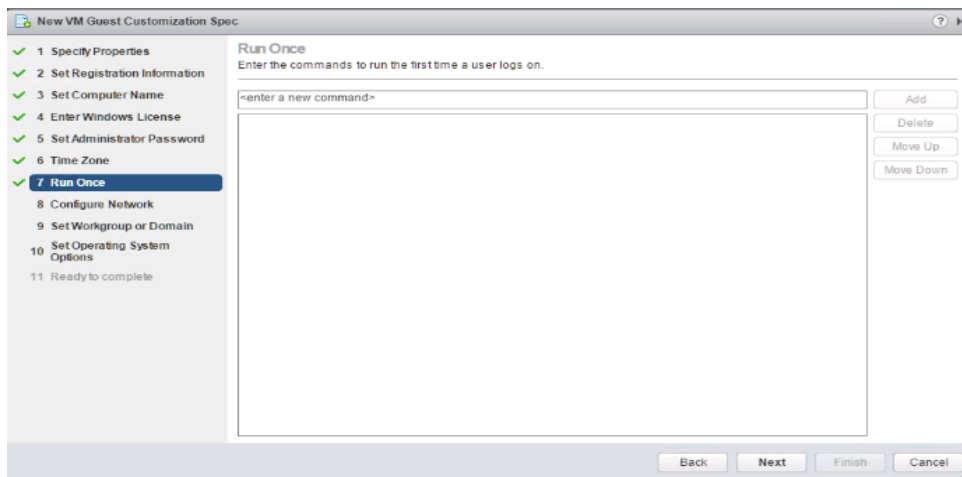 New VM Guest Customization Spec
?
1 Specify Properties
2 Set Registration Information
3 Set Computer Name
4 Enter Windows License
5 Set Administrator Password
6 Time Zone
7 Run Once
8 Configure Network
9 Set Workgroup or Domain
10 Set Operating System
Options
11 Ready to complete
Run Once
Enter the commands to run the first time a user logs on.
<enter a new command>
Add
Delete
Move Up
Move Down
Back
Next
Finish
Cancel